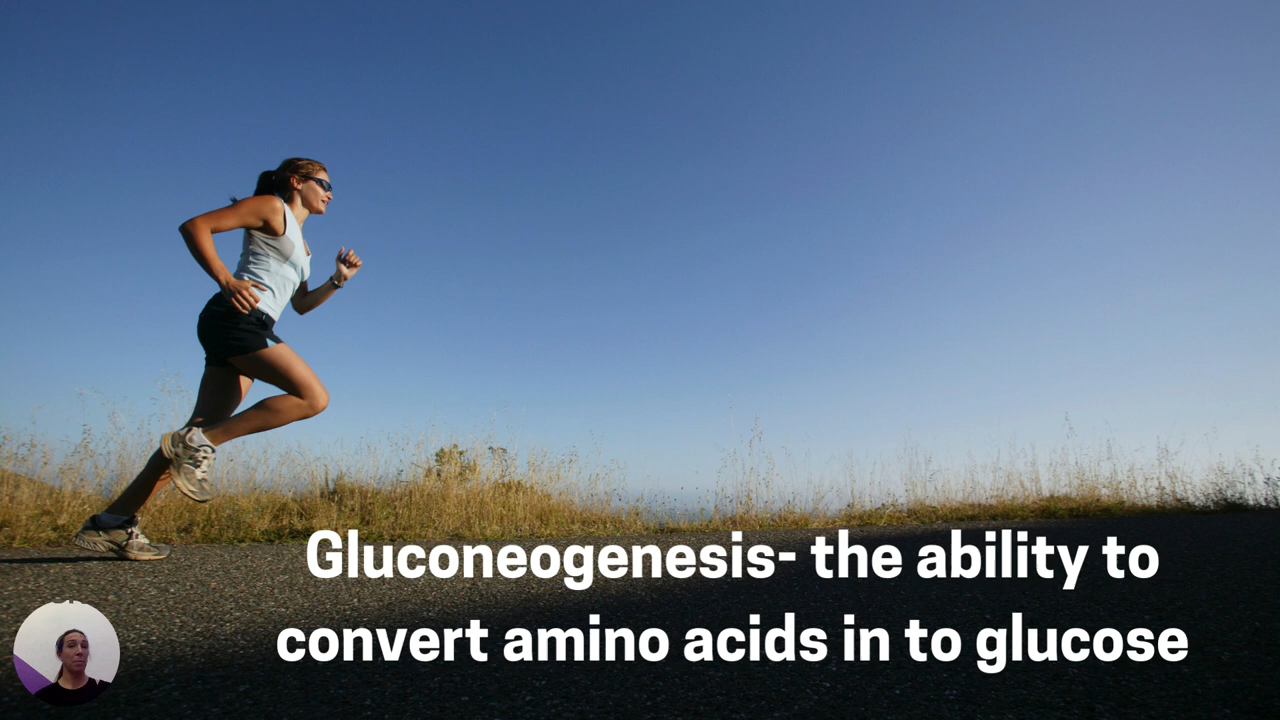 Gluconeogenesis- the ability to
convert amino acids in to glucose